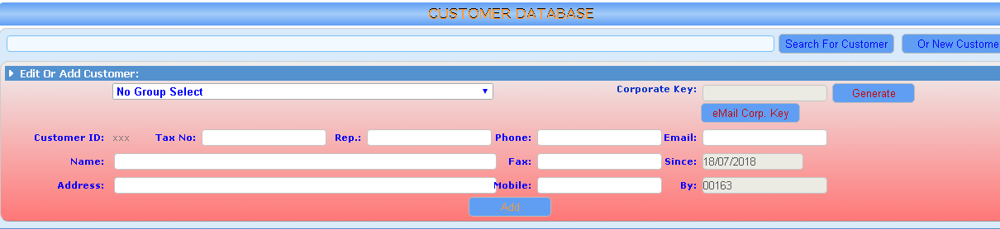 CUSTOMER DATABASE
Search For Customer Or New Custome
Edit Or Add Customer:
No Group Select Corporate Key: Generate
eMail Corp. Key
Customer ID: xxx Tax No: Rep.: Phone: Email:
Name: Fax: Since: 18/07/2018
Address: Mobile: By: 00163
Add